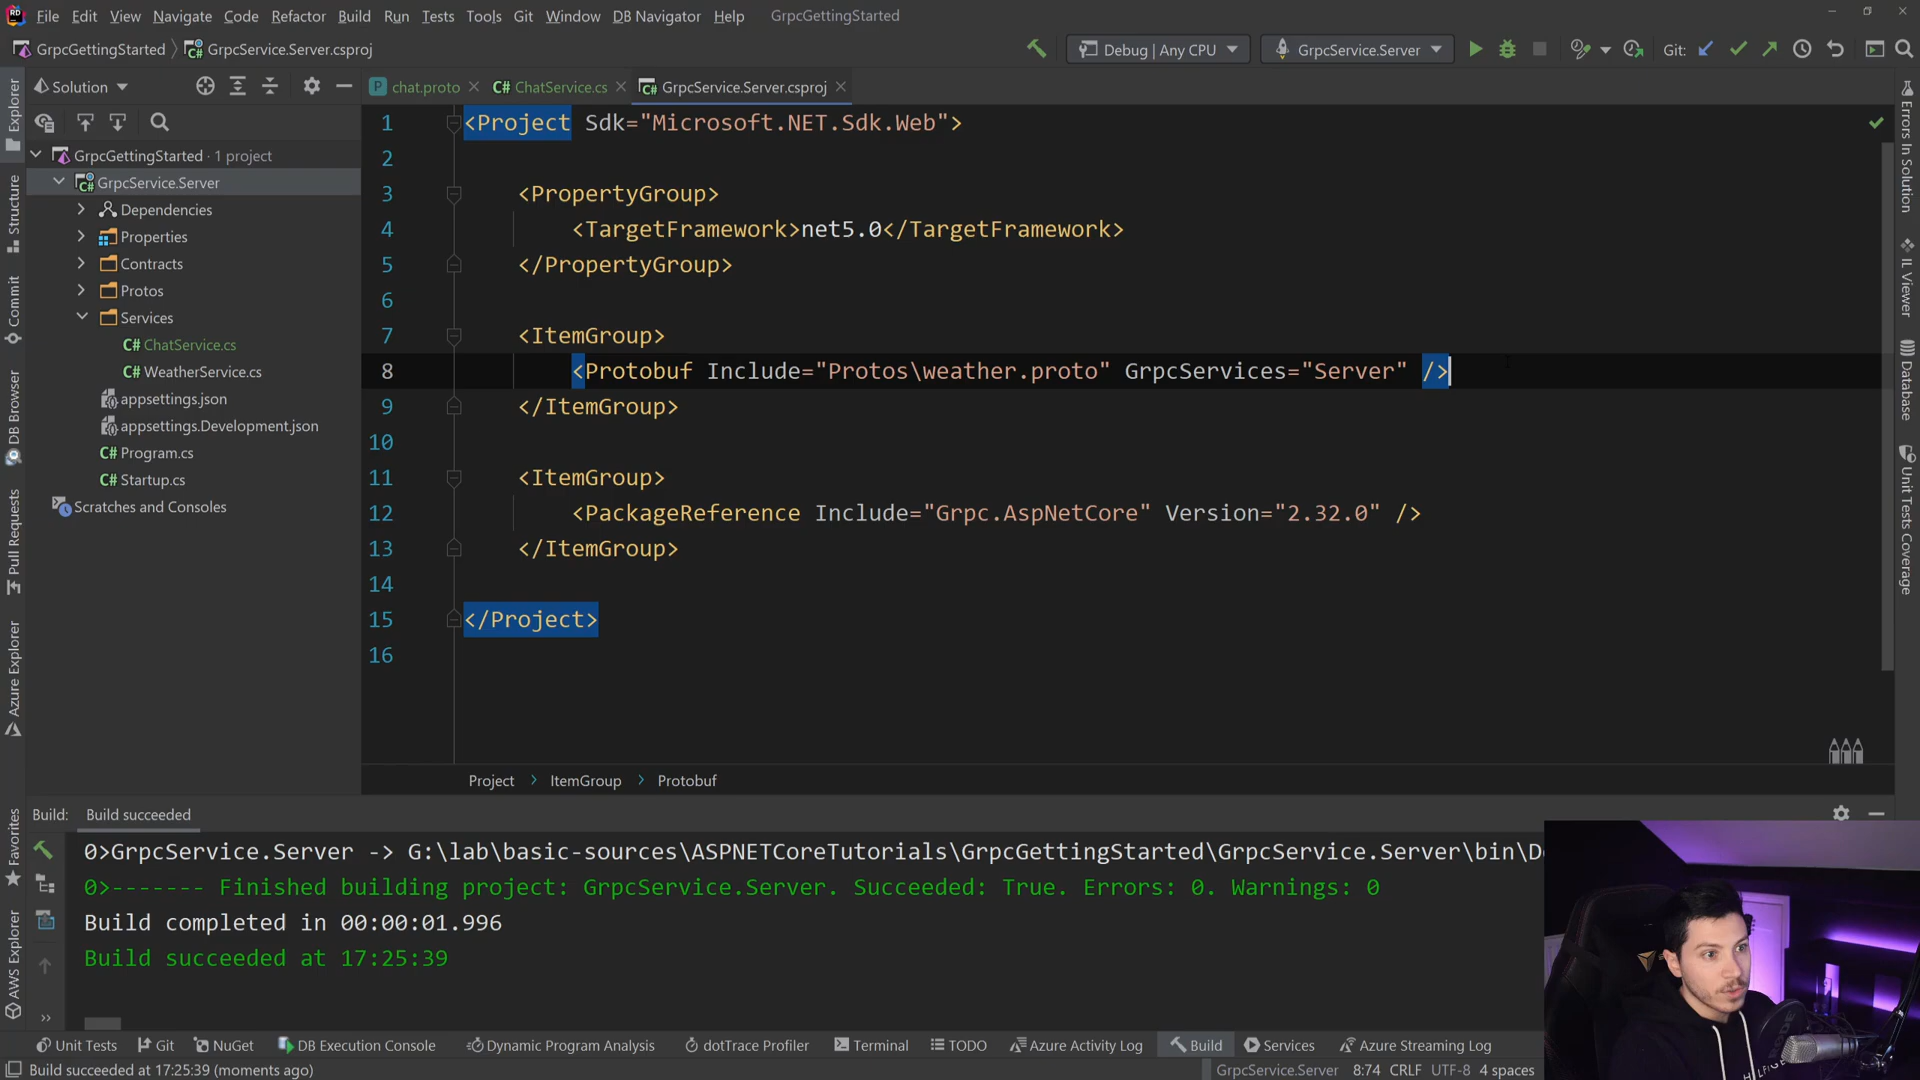 File Edit View Navigate Code Refactor Build Run Tests Tools Git Window DB Navigator Help GrpcGettingStarted
GrpcGettingStarted GrpcService.Server.csproj Debug | Any CPU GrpcService.Server Git:
Solution
chat.proto ChatService.cs GrpcService.Server.csproj
GrpcGettingStarted · 1 project
GrpcService.Server
Dependencies
Properties
Contracts
Protos
Services
ChatService.cs
WeatherService.cs
appsettings.json
appsettings.Development.json
Program.cs
Startup.cs
Scratches and Consoles
1 <Project Sdk="Microsoft.NET.Sdk.Web">
2
3 <PropertyGroup>
4 <TargetFramework>net5.0</TargetFramework>
5 </PropertyGroup>
6
7 <ItemGroup>
8 <Protobuf Include="Protos\weather.proto" GrpcServices="Server" />
9 </ItemGroup>
10
11 <ItemGroup>
12 <PackageReference Include="Grpc.AspNetCore" Version="2.32.0" />
13 </ItemGroup>
14
15 </Project>
16
Project > ItemGroup > Protobuf
Build: Build succeeded
0>GrpcService.Server -> G:\lab\basic-sources\ASPNETCoreTutorials\GrpcGettingStarted\GrpcService.Server\bin\D
0>------- Finished building project: GrpcService.Server. Succeeded: True. Errors: 0. Warnings: 0
Build completed in 00:00:01.996
Build succeeded at 17:25:39
Unit Tests Git NuGet DB Execution Console Dynamic Program Analysis dotTrace Profiler Terminal TODO Azure Activity Log Build Services Azure Streaming Log
Build succeeded at 17:25:39 (moments ago) GrpcService.Server 8:74 CRLF UTF-8 4 spaces
Explorer
Structure
Commit
DB Browser
Pull Requests
Azure Explorer
Favorites
AWS Explorer
Errors In Solution
IL Viewer
Database
Unit Tests Coverage